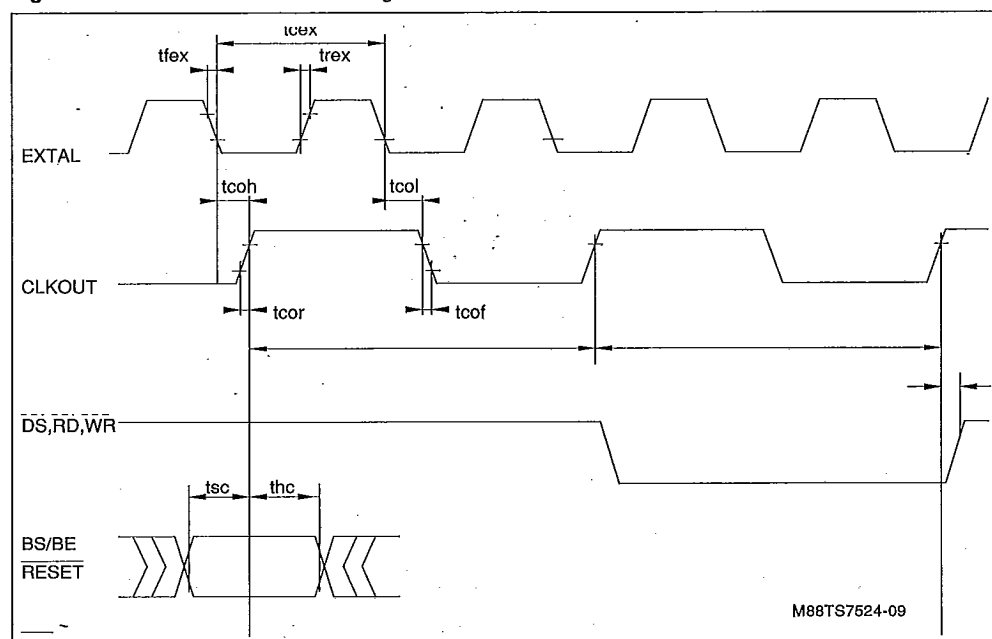 tcex
tfex
trex
EXTAL
tcoh
tcol
CLKOUT
tcor
tcof
DS,RD,WR
tsc
thc
BS/BE
RESET
M88TS7524-09